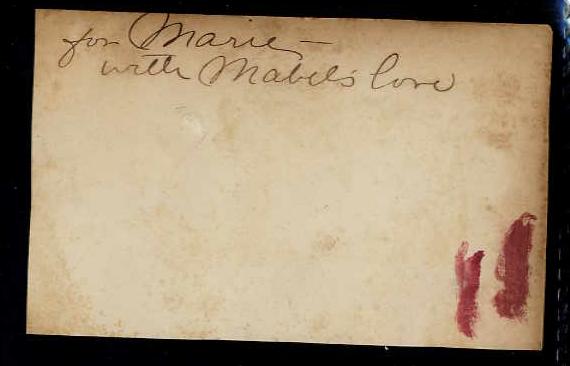 for Marie –
with Mabel's love